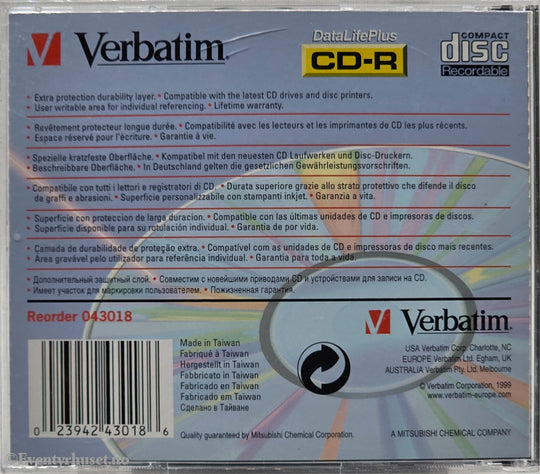 Verbatim®
DataLifePlus
CD-R
COMPACT
disc
Recordable
• Extra protection durability layer. • Compatible with the latest CD drives and disc printers.
• User writable area for individual referencing. • Lifetime warranty.
• Revêtement protecteur longue durée. • Compatibilité avec les lecteurs et les imprimantes de CD les plus récents.
• Espace réservé pour l'écriture. • Garantie à vie.
• Spezielle kratzfeste Oberfläche. • Kompatibel mit den neuesten CD Laufwerken und Disc-Druckern.
• Beschreibbare Oberfläche. • In Deutschland gelten die gesetzlichen Gewährleistungsvorschriften.
• Compatibile con tutti i lettori e registratori di CD. • Durata superiore grazie allo strato protettivo che difende il disco
da graffi e abrasioni. • Superficie personalizzabile con stampanti inkjet. • Garanzia a vita.
• Superficie con proteccion de larga duracion. • Compatible con las últimas unidades de CD e impresoras de discos.
• Superficie disponible para su rotulación individual. • Garantia de por vida.
• Camada de durabilidade de proteção extra. • Compatível com as unidades de CD e impressoras de disco mais recentes.
• Área gravável pelo utilizador para referência individual. • Garantia para toda a vida.
• Дополнительный защитный слой. • Совместим с новейшими приводами CD и устройствами для записи на CD.
• Имеет участок для маркировки пользователем. • Пожизненная гарантия.
Reorder 043018
Made in Taiwan
Fabriqué à Taiwan
Hergestellt in Taiwan
Fabbricato in Taiwan
Fabricado en Taiwan
Fabricado em Taiwan
Сделано в Тайване
0 23942 43018 6
Quality guaranteed by Mitsubishi Chemical Corporation.
Verbatim®
USA Verbatim Corp. Charlotte, NC
EUROPE Verbatim Ltd. Egham, UK
AUSTRALIA Verbatim Pty. Ltd. Melbourne
© Verbatim Corporation, 1999
www.verbatim-europe.com
A MITSUBISHI CHEMICAL COMPANY
© Eventyrhuset.no